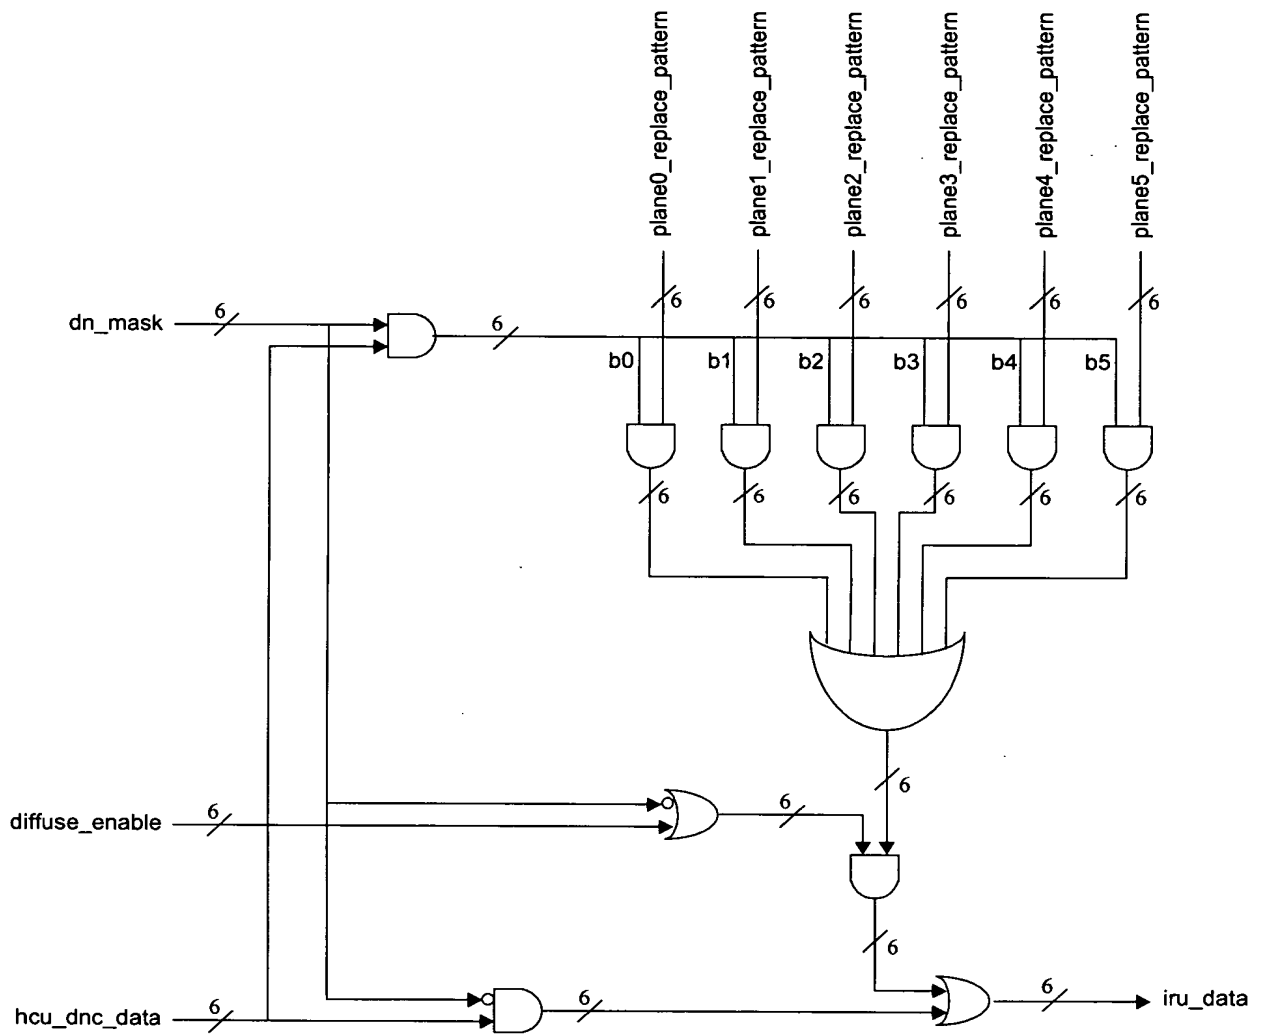 plane0_replace_pattern
plane1_replace_pattern
plane2_replace_pattern
plane3_replace_pattern
plane4_replace_pattern
plane5_replace_pattern
6 6 6 6 6 6
dn_mask 6 6
b0 b1 b2 b3 b4 b5
6 6 6 6 6 6
6
diffuse_enable 6 6
6
hcu_dnc_data 6 6 6 iru_data